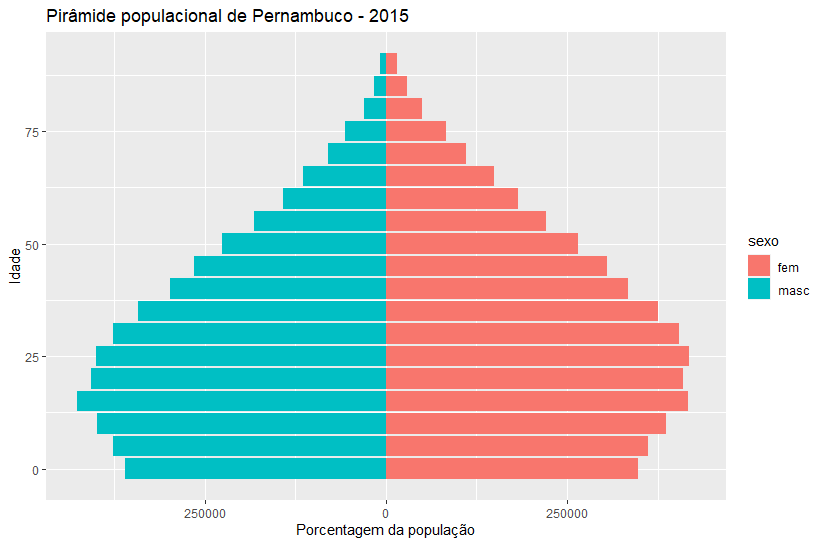 Pirâmide populacional de Pernambuco - 2015
75
50
25
0
Idade
250000 0 250000
Porcentagem da população
sexo
fem
masc